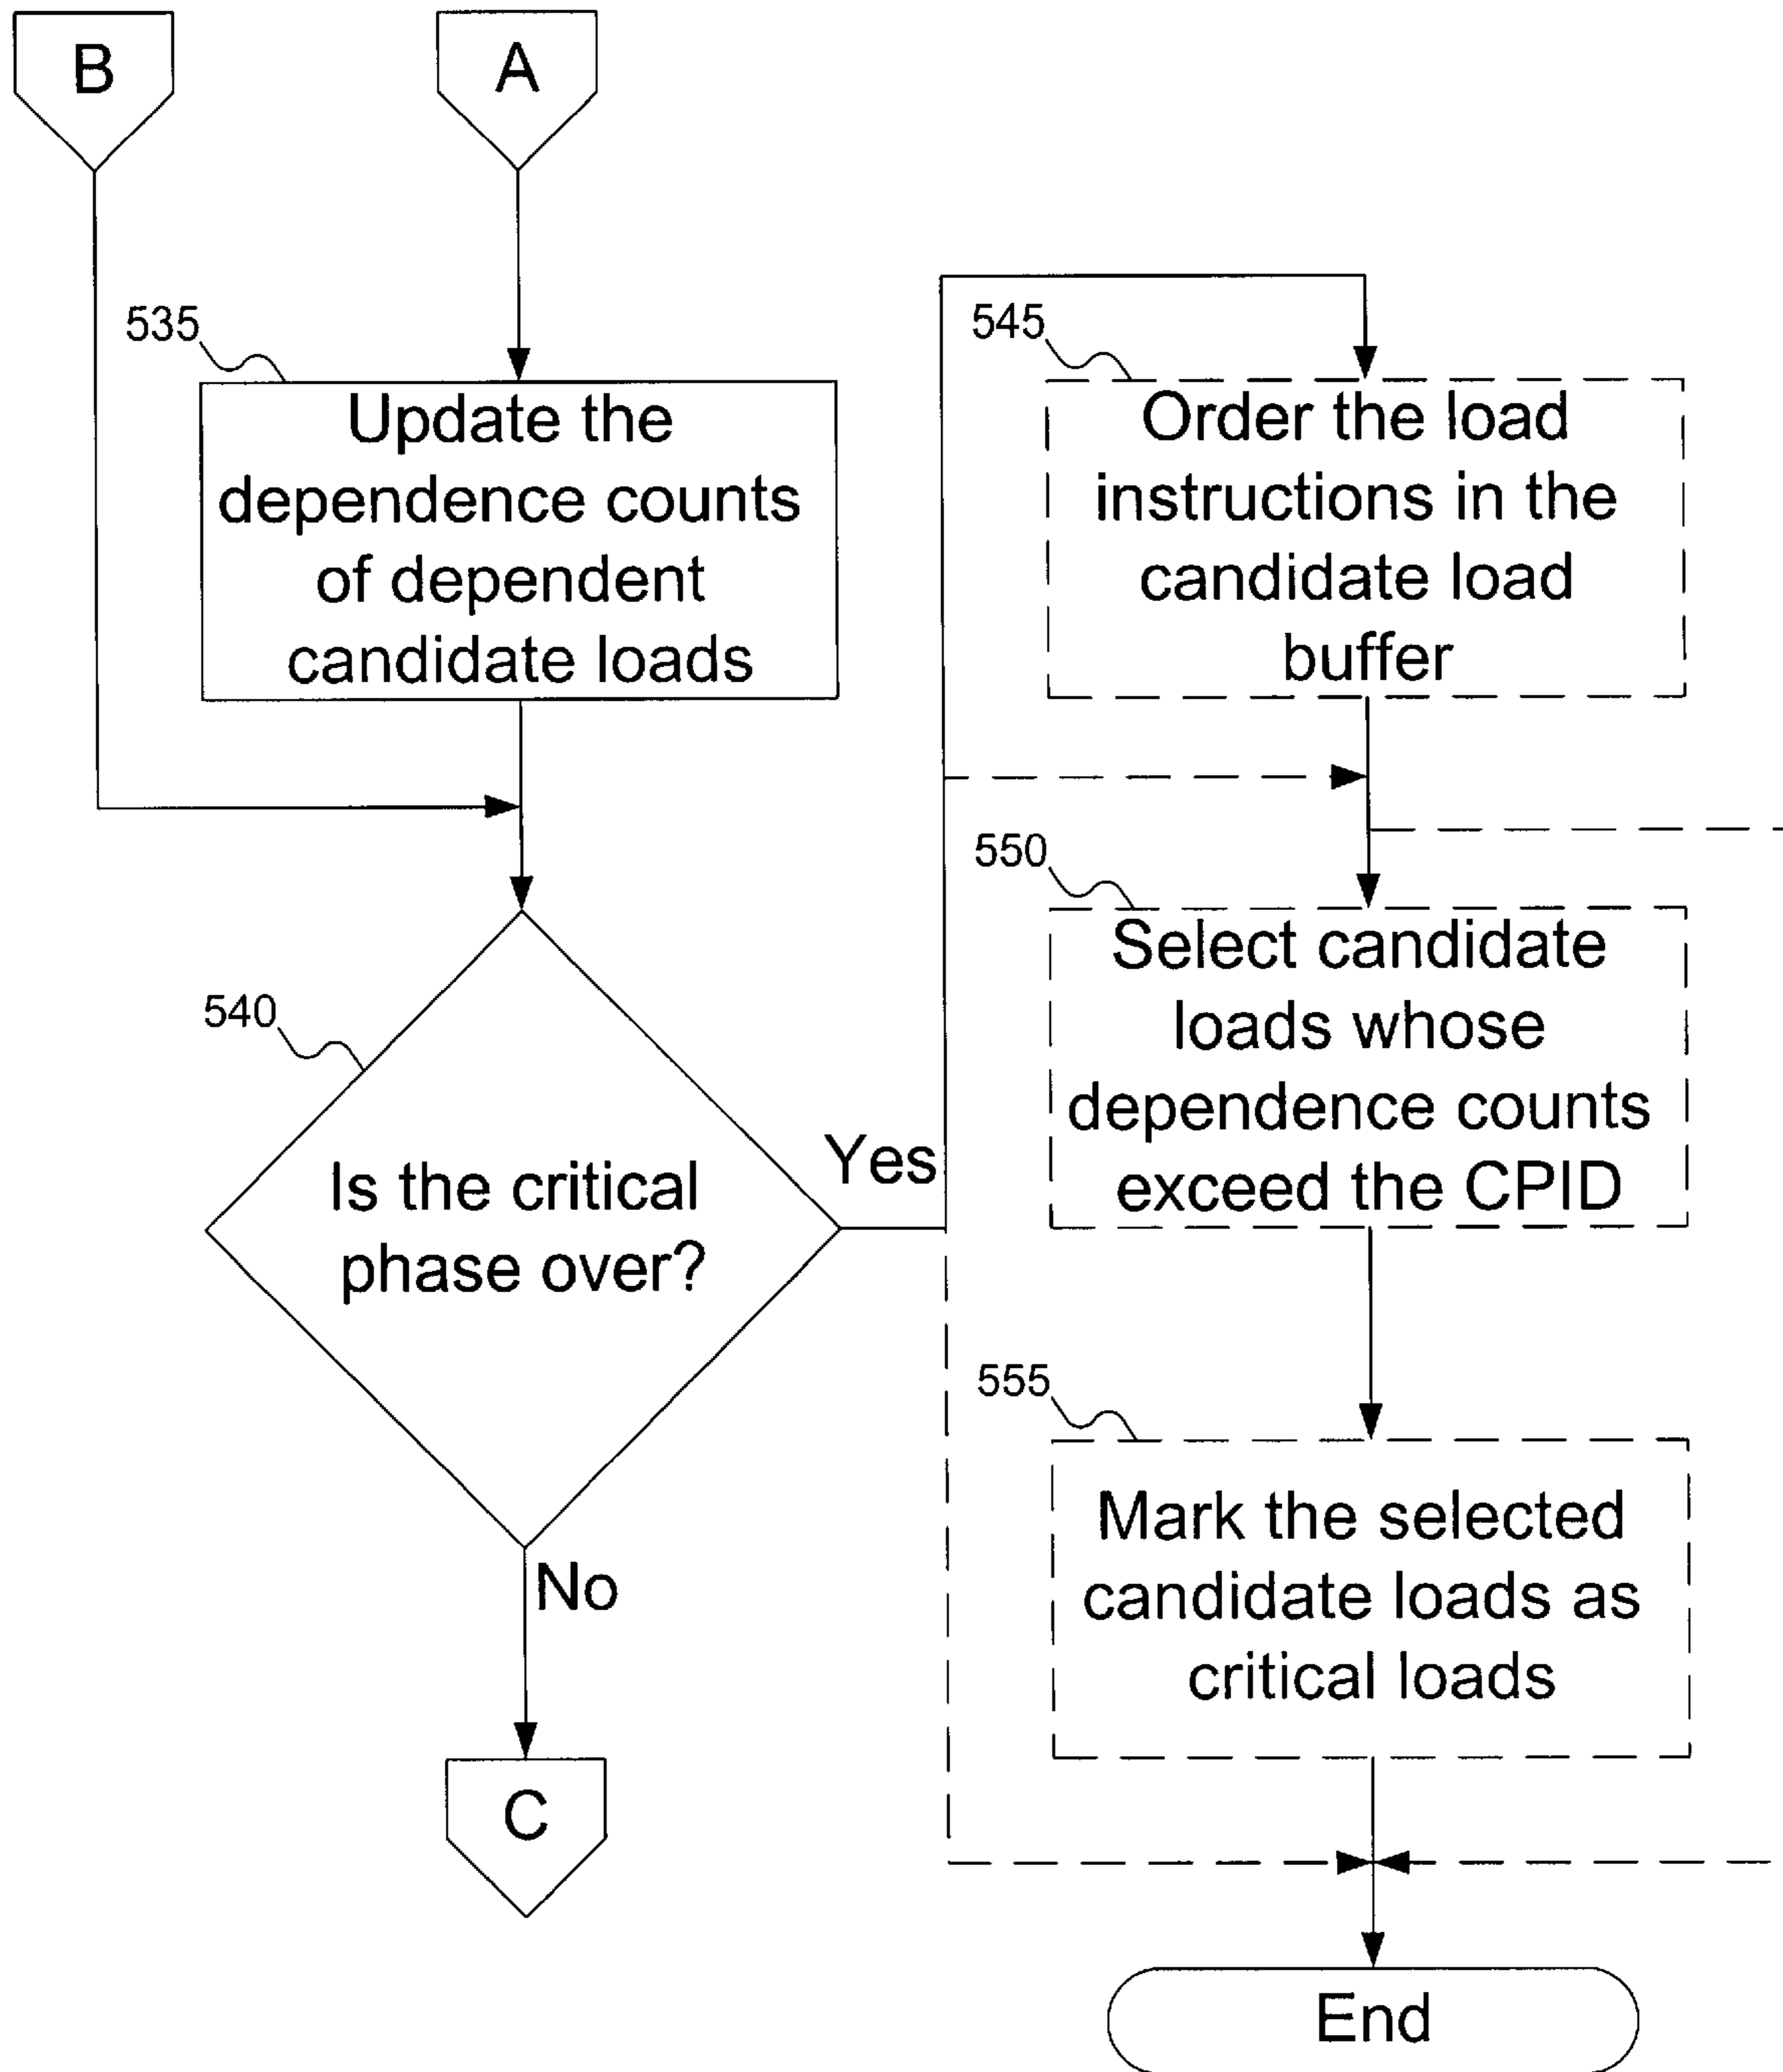 B
A
535
Update the
dependence counts
of dependent
candidate loads
540
Is the critical
phase over?
Yes
No
C
545
Order the load
instructions in the
candidate load
buffer
550
Select candidate
loads whose
dependence counts
exceed the CPID
555
Mark the selected
candidate loads as
critical loads
End